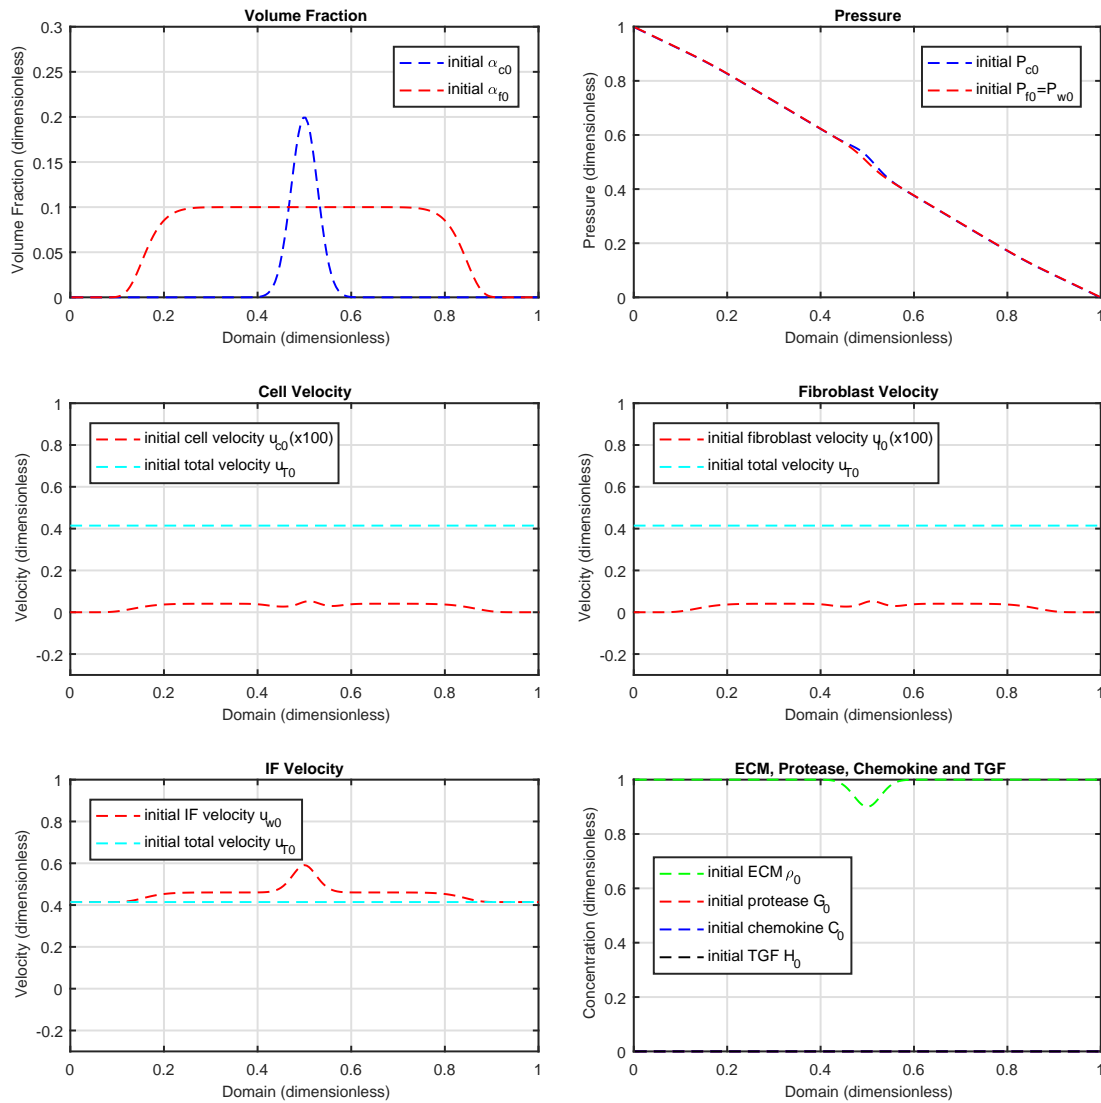 Volume Fraction
Volume Fraction (dimensionless)
0.3
0.25
0.2
0.15
0.1
0.05
0
initial α_c0
initial α_f0
0 0.2 0.4 0.6 0.8 1
Domain (dimensionless)
Pressure
Pressure (dimensionless)
1
0.8
0.6
0.4
0.2
0
initial P_c0
initial P_f0=P_w0
0 0.2 0.4 0.6 0.8 1
Domain (dimensionless)
Cell Velocity
Velocity (dimensionless)
1
0.8
0.6
0.4
0.2
0
-0.2
initial cell velocity u_c0(x100)
initial total velocity u_T0
0 0.2 0.4 0.6 0.8 1
Domain (dimensionless)
Fibroblast Velocity
Velocity (dimensionless)
1
0.8
0.6
0.4
0.2
0
-0.2
initial fibroblast velocity u_f0(x100)
initial total velocity u_T0
0 0.2 0.4 0.6 0.8 1
Domain (dimensionless)
IF Velocity
Velocity (dimensionless)
1
0.8
0.6
0.4
0.2
0
-0.2
initial IF velocity u_w0
initial total velocity u_T0
0 0.2 0.4 0.6 0.8 1
Domain (dimensionless)
ECM, Protease, Chemokine and TGF
Concentration (dimensionless)
1
0.8
0.6
0.4
0.2
0
initial ECM ρ_0
initial protease G_0
initial chemokine C_0
initial TGF H_0
0 0.2 0.4 0.6 0.8 1
Domain (dimensionless)